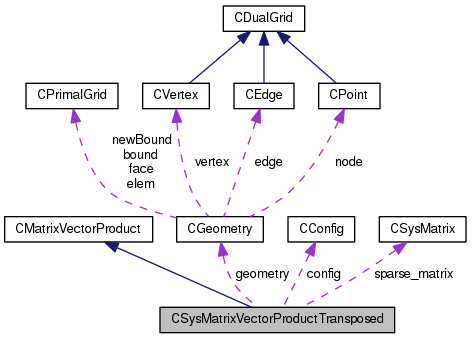 CDualGrid
CPrimalGrid
CVertex
CEdge
CPoint
newBound
bound
face
elem
vertex
edge
node
CMatrixVectorProduct
CGeometry
CConfig
CSysMatrix
geometry
config
sparse_matrix
CSysMatrixVectorProductTransposed